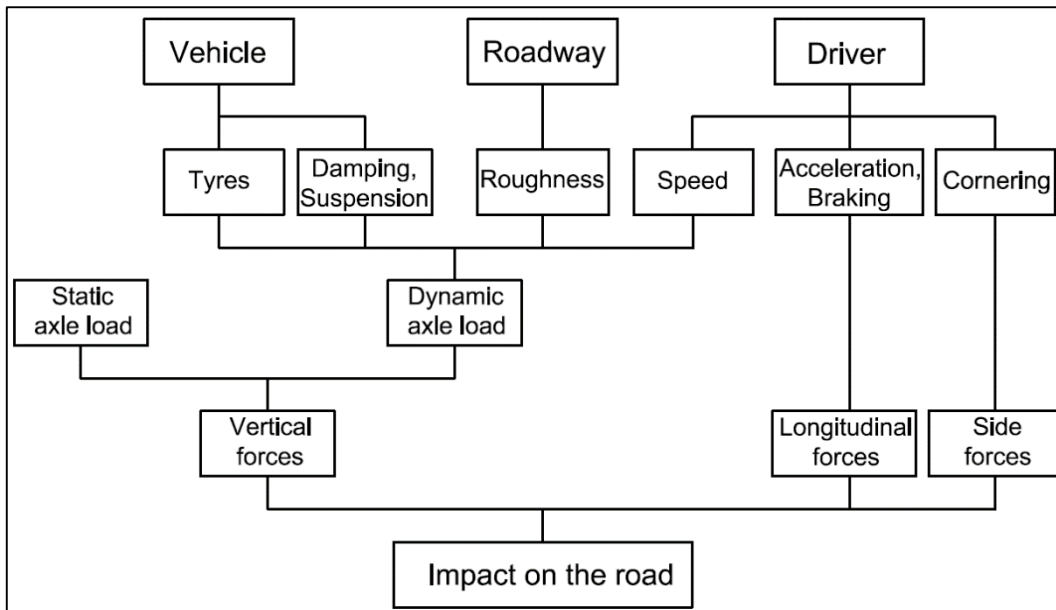 Vehicle
Roadway
Driver
Tyres
Damping,
Suspension
Roughness
Speed
Acceleration,
Braking
Cornering
Static
axle load
Dynamic
axle load
Vertical
forces
Longitudinal
forces
Side
forces
Impact on the road